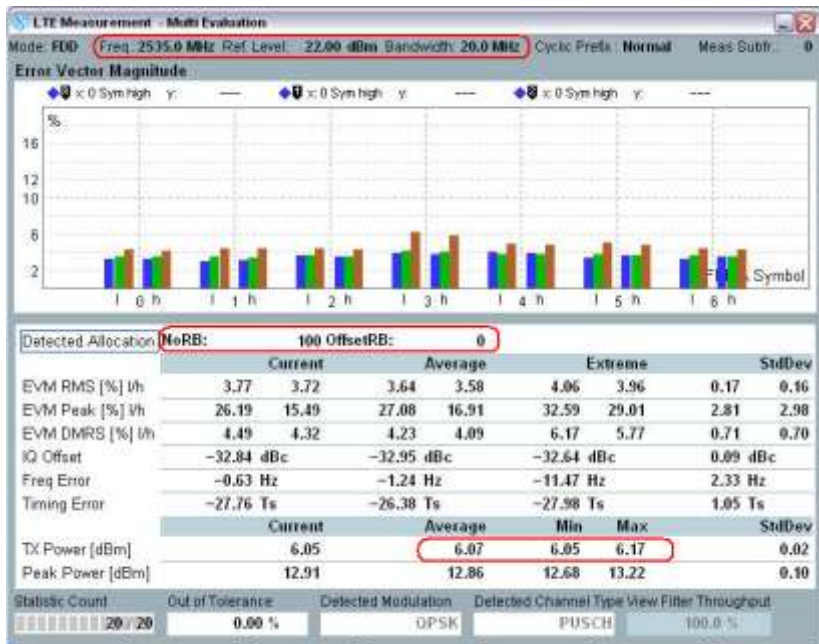 LTE Measurement - Multi Evaluation
Mode: FDD Freq: 2535.0 MHz Ref Level: 22.00 dBm Bandwidth: 20.0 MHz Cyclic Prefix: Normal Meas Subfr.: 0
Error Vector Magnitude
x: 0 Sym high y: --- x: 0 Sym high y: --- x: 0 Sym high y: ---
%
16
12
10
6
2
Symbol
l 0 h l 1 h l 2 h l 3 h l 4 h l 5 h l 6 h
Detected Allocation NoRB: 100 OffsetRB: 0
Current Average Extreme StdDev
EVM RMS [%] l/h 3.77 3.72 3.64 3.58 4.06 3.96 0.17 0.16
EVM Peak [%] l/h 26.19 15.49 27.08 16.91 32.59 29.01 2.81 2.98
EVM DMRS [%] l/h 4.49 4.32 4.23 4.09 6.17 5.77 0.71 0.70
IQ Offset -32.84 dBc -32.95 dBc -32.64 dBc 0.09 dBc
Freq Error -0.63 Hz -1.24 Hz -11.47 Hz 2.33 Hz
Timing Error -27.76 Ts -26.38 Ts -27.98 Ts 1.05 Ts
Current Average Min Max StdDev
TX Power [dBm] 6.05 6.07 6.05 6.17 0.02
Peak Power [dBm] 12.91 12.86 12.68 13.22 0.10
Statistic Count Out of Tolerance Detected Modulation Detected Channel Type View Filter Throughput
20 / 20 0.00 % QPSK PUSCH 100.0 %